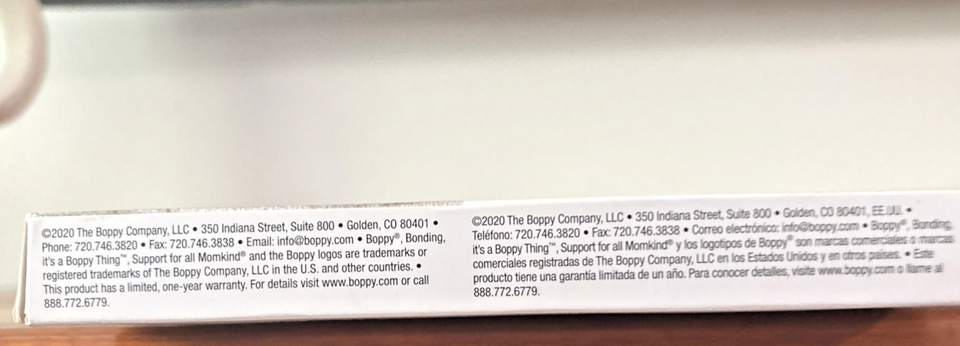 ©2020 The Boppy Company, LLC • 350 Indiana Street, Suite 800 • Golden, CO 80401 •
Phone: 720.746.3820 • Fax: 720.746.3838 • Email: info@boppy.com • Boppy®, Bonding,
it's a Boppy Thing™, Support for all Momkind® and the Boppy logos are trademarks or
registered trademarks of The Boppy Company, LLC in the U.S. and other countries. •
This product has a limited, one-year warranty. For details visit www.boppy.com or call
888.772.6779.
©2020 The Boppy Company, LLC • 350 Indiana Street, Suite 800 • Golden, CO 80401, EE.UU. •
Teléfono: 720.746.3820 • Fax: 720.746.3838 • Correo electrónico: info@boppy.com • Boppy®, Bonding,
it's a Boppy Thing™, Support for all Momkind® y los logotipos de Boppy® son marcas comerciales o marcas
comerciales registradas de The Boppy Company, LLC en los Estados Unidos y en otros países. • Este
producto tiene una garantía limitada de un año. Para conocer detalles, visite www.boppy.com o llame al
888.772.6779.